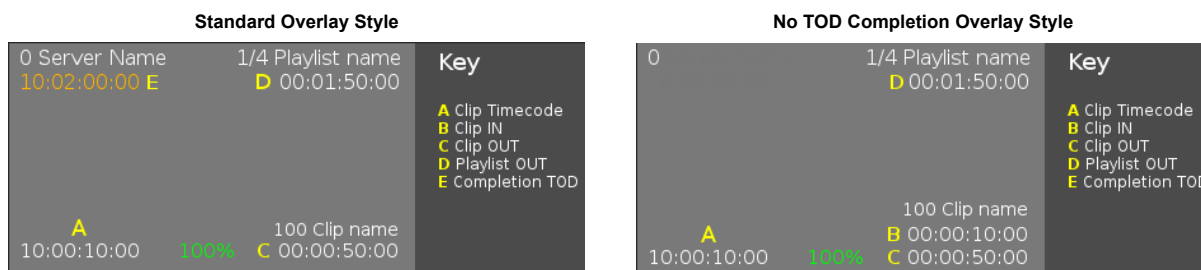 Standard Overlay Style
0 Server Name 1/4 Playlist name
10:02:00:00 E D 00:01:50:00
A
100 Clip name
10:00:10:00 100% C 00:00:50:00
Key
A Clip Timecode
B Clip IN
C Clip OUT
D Playlist OUT
E Completion TOD
No TOD Completion Overlay Style
0 1/4 Playlist name
D 00:01:50:00
100 Clip name
A B 00:00:10:00
10:00:10:00 100% C 00:00:50:00
Key
A Clip Timecode
B Clip IN
C Clip OUT
D Playlist OUT
E Completion TOD